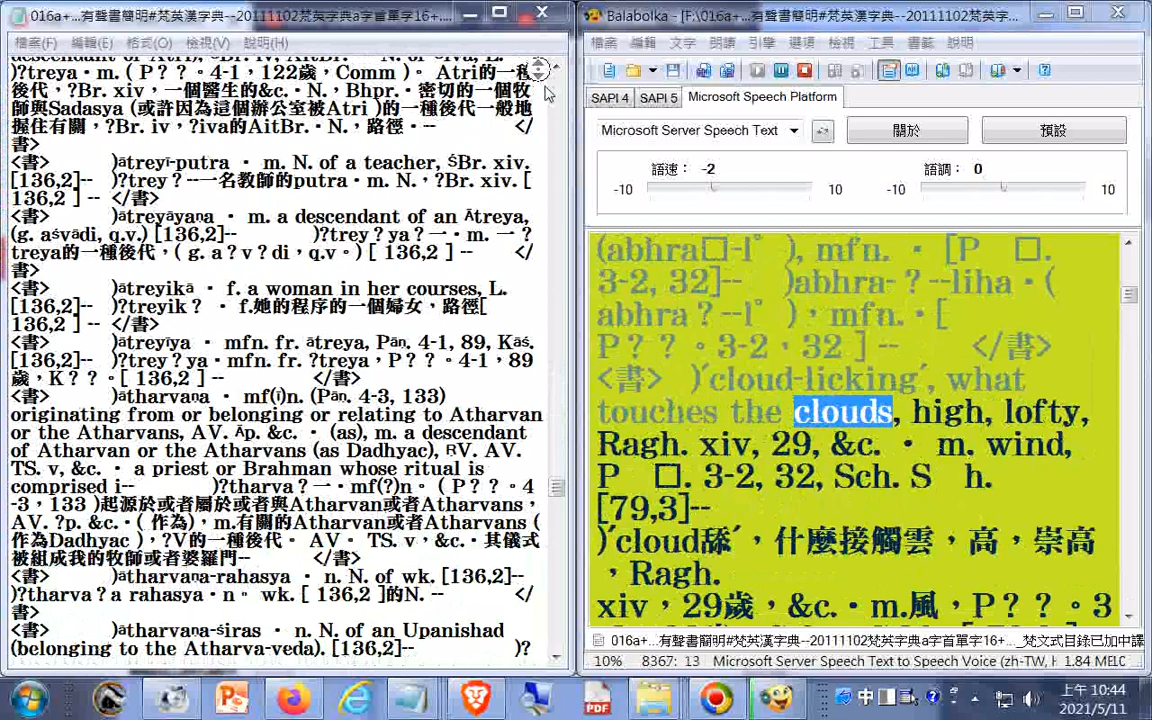 016a+...有聲書簡明#梵英漢字典--20111102梵英字典a字首單字16+...
檔案(F) 編輯(E) 格式(O) 檢視(V) 說明(H)
)?treya‧m. ( P？？。4-1，122歲，Comm )。 Atri的一種
後代，?Br. xiv，一個醫生的&c.‧N., Bhpr.‧密切的一個牧
師與Sadasya (或許因為這個辦公室被Atri )的一種後代一般地
握住有關，?Br. iv, ?iva的AitBr.‧N.，路徑‧-- </
書>
<書> )ātreyī-putra ‧ m. N. of a teacher, ŚBr. xiv.
[136,2]-- )?trey？--一名教師的putra‧m. N.，?Br. xiv. [
136,2 ] -- </書>
<書> )ātreyāyaṇa ‧ m. a descendant of an Ātreya,
(g. aśvādi, q.v.) [136,2]-- )?trey？ya？一‧m. 一？
treya的一種後代，( g. a？v？di，q.v。) [ 136,2 ] -- </
書>
<書> )ātreyikā ‧ f. a woman in her courses, L.
[136,2]-- )?treyik？ ‧ f.她的程序的一個婦女，路徑[
136,2 ] -- </書>
<書> )ātreyīya ‧ mfn. fr. ātreya, Pāṇ. 4-1, 89, Kāś.
[136,2]-- )?trey？ya‧mfn. fr. ?treya，P？？。4-1，89
歲，K？？。[ 136,2]-- </書>
<書> )ātharvaṇa ‧ mf(ī)n. (Pāṇ. 4-3, 133)
originating from or belonging or relating to Atharvan
or the Atharvans, AV. Āp. &c. ‧ (as), m. a descendant
of Atharvan or the Atharvans (as Dadhyac), ṚV. AV.
TS. v, &c. ‧ a priest or Brahman whose ritual is
comprised i-- )?tharva？一‧mf(?)n。( P？？。4
-3，133 )起源於或者屬於或者與Atharvan或者Atharvans，
AV. ?p. &c.‧( 作為)，m.有關的Atharvan或者Atharvans (
作為Dadhyac )，?V的一種後代。 AV。 TS. v，&c.‧其儀式
被組成我的牧師或者婆羅門-- </書>
<書> )ātharvaṇa-rahasya ‧ n. N. of wk. [136,2]--
)?tharva？a rahasya‧n。 wk. [ 136,2 ]的N. -- </
書>
<書> )ātharvaṇa-śiras ‧ n. N. of an Upanishad
(belonging to the Atharva-veda). [136,2]-- )?
Balabolka - [F:\016a+...有聲書簡明#梵英漢字典--20111102梵英字...
檔案 編輯 文字 朗讀 引擎 選項 檢視 工具 書籤 說明
SAPI 4 SAPI 5 Microsoft Speech Platform
Microsoft Server Speech Text 關於 預設
語速： -2 語調： 0
-10 10 -10 10
(abhra□-l° ), mfn. ‧ [P □.
3-2, 32]-- )abhra-？--liha‧(
abhra？--l° )，mfn.‧[
P？？。3-2，32 ] -- </書>
<書> )′cloud-licking′, what
touches the clouds, high, lofty,
Ragh. xiv, 29, &c. ‧ m. wind,
P □. 3-2, 32, Sch. S h.
[79,3]--
)′cloud舔′，什麼接觸雲，高，崇高
，Ragh.
xiv，29歲，&c.‧m.風，P？？。3
016a+...有聲書簡明#梵英漢字典--20111102梵英字典a字首單字16+..._梵文式目錄已加中譯
10% 8367: 13 Microsoft Server Speech Text to Speech Voice (zh-TW, H 1.84 МЕLC
中
上午 10:44
2021/5/11